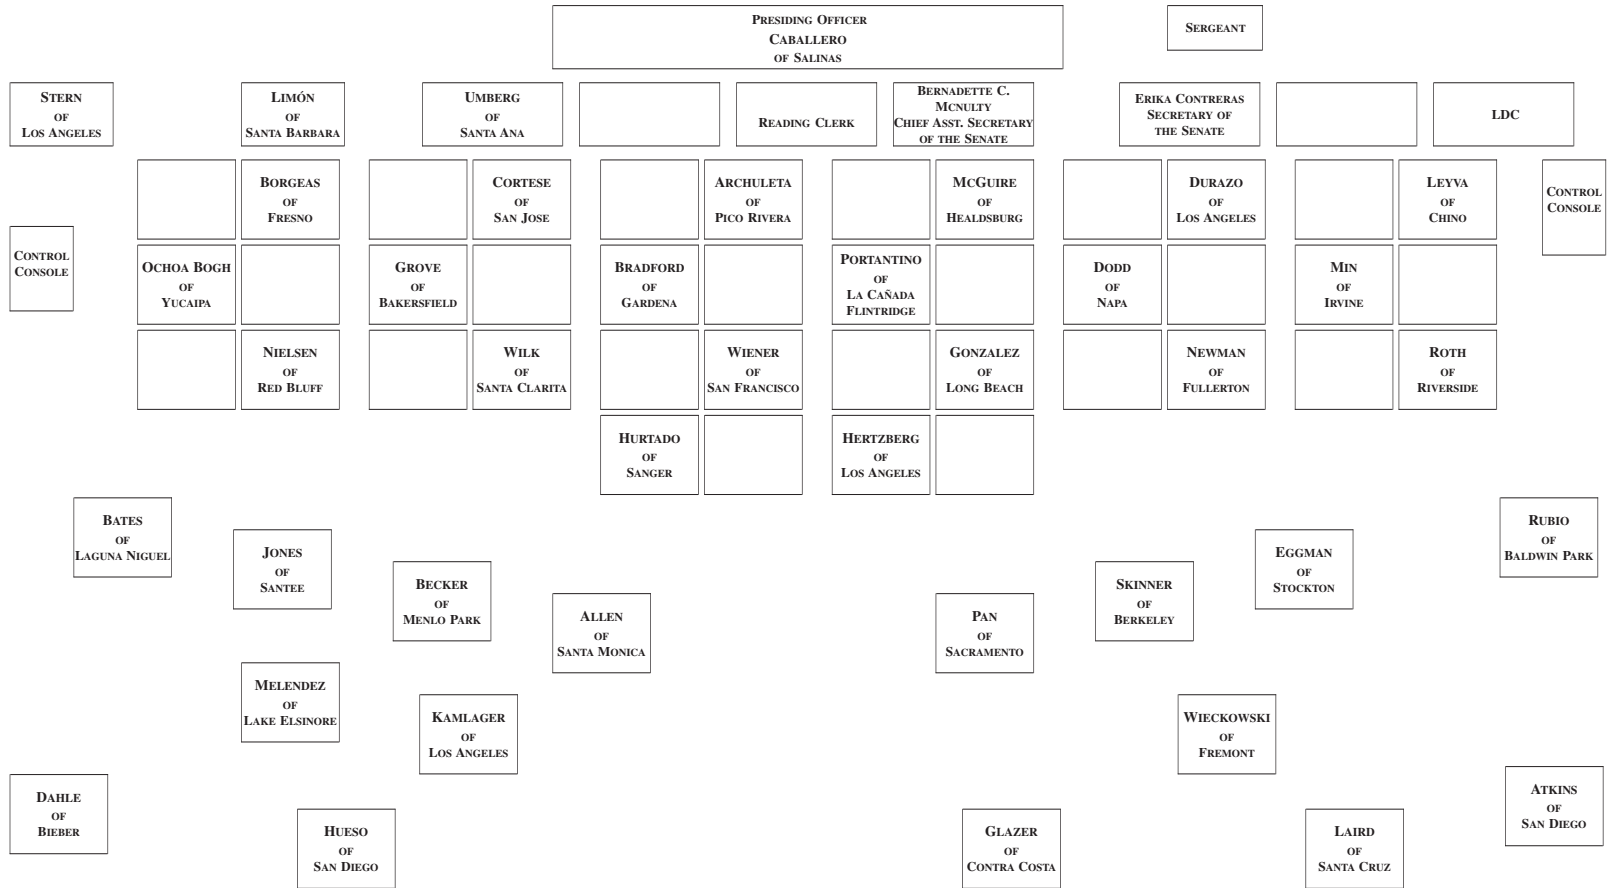 Presiding Officer
Caballero
of Salinas
Sergeant
Stern
of
Los Angeles
Limón
of
Santa Barbara
Umberg
of
Santa Ana
Reading Clerk
Bernadette C.
Mcnulty
Chief Asst. Secretary
of the Senate
Erika Contreras
Secretary of
the Senate
LDC
Borgeas
of
Fresno
Cortese
of
San Jose
Archuleta
of
Pico Rivera
McGuire
of
Healdsburg
Durazo
of
Los Angeles
Leyva
of
Chino
Control
Console
Control
Console
Ochoa Bogh
of
Yucaipa
Grove
of
Bakersfield
Bradford
of
Gardena
Portantino
of
La Cañada
Flintridge
Dodd
of
Napa
Min
of
Irvine
Nielsen
of
Red Bluff
Wilk
of
Santa Clarita
Wiener
of
San Francisco
Gonzalez
of
Long Beach
Newman
of
Fullerton
Roth
of
Riverside
Hurtado
of
Sanger
Hertzberg
of
Los Angeles
Bates
of
Laguna Niguel
Jones
of
Santee
Becker
of
Menlo Park
Allen
of
Santa Monica
Pan
of
Sacramento
Skinner
of
Berkeley
Eggman
of
Stockton
Rubio
of
Baldwin Park
Melendez
of
Lake Elsinore
Kamlager
of
Los Angeles
Wieckowski
of
Fremont
Dahle
of
Bieber
Hueso
of
San Diego
Glazer
of
Contra Costa
Laird
of
Santa Cruz
Atkins
of
San Diego